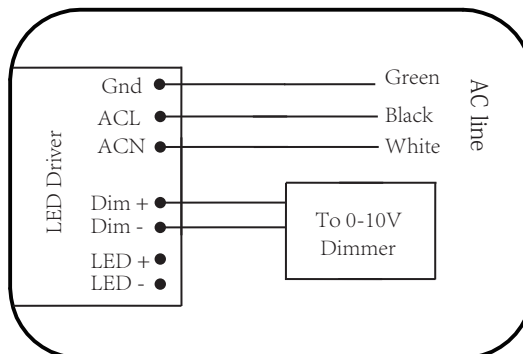 LED Driver
Gnd
ACL
ACN
Dim +
Dim -
LED +
LED -
Green
Black
White
AC line
To 0-10V
Dimmer